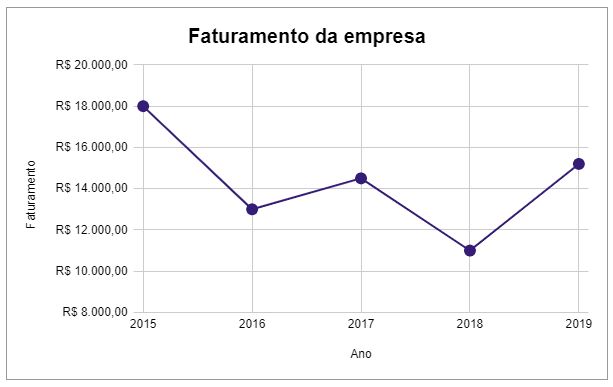 Faturamento da empresa
R$ 20.000,00
R$ 18.000,00
R$ 16.000,00
R$ 14.000,00
R$ 12.000,00
R$ 10.000,00
R$ 8.000,00
Faturamento
2015 2016 2017 2018 2019
Ano